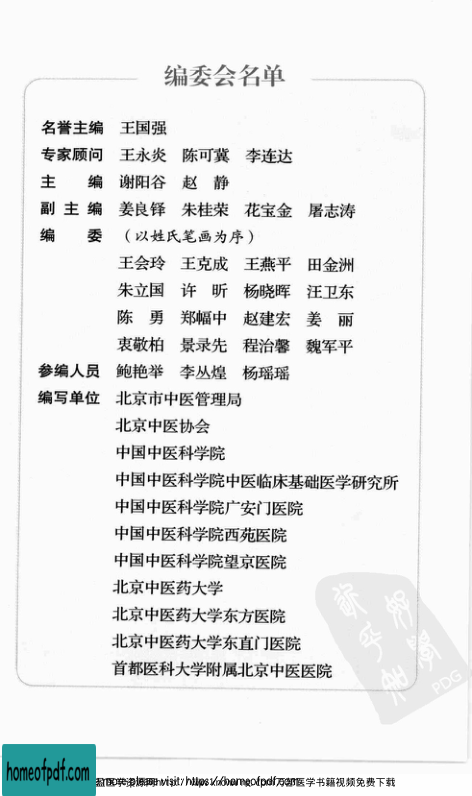 编委会名单
名誉主编 王国强
专家顾问 王永炎 陈可冀 李连达
主 编 谢阳谷 赵 静
副 主 编 姜良铎 朱桂荣 花宝金 屠志涛
编 委 (以姓氏笔画为序)
王会玲 王克成 王燕平 田金洲
朱立国 许 昕 杨晓晖 汪卫东
陈 勇 郑幅中 赵建宏 姜 丽
衷敬柏 景录先 程治馨 魏军平
参编人员 鲍艳举 李丛煌 杨瑶瑶
编写单位 北京市中医管理局
北京中医协会
中国中医科学院
中国中医科学院中医临床基础医学研究所
中国中医科学院广安门医院
中国中医科学院西苑医院
中国中医科学院望京医院
北京中医药大学
北京中医药大学东方医院
北京中医药大学东直门医院
首都医科大学附属北京中医医院
PDG
homeofpdf.com
医学书籍视频免费下载